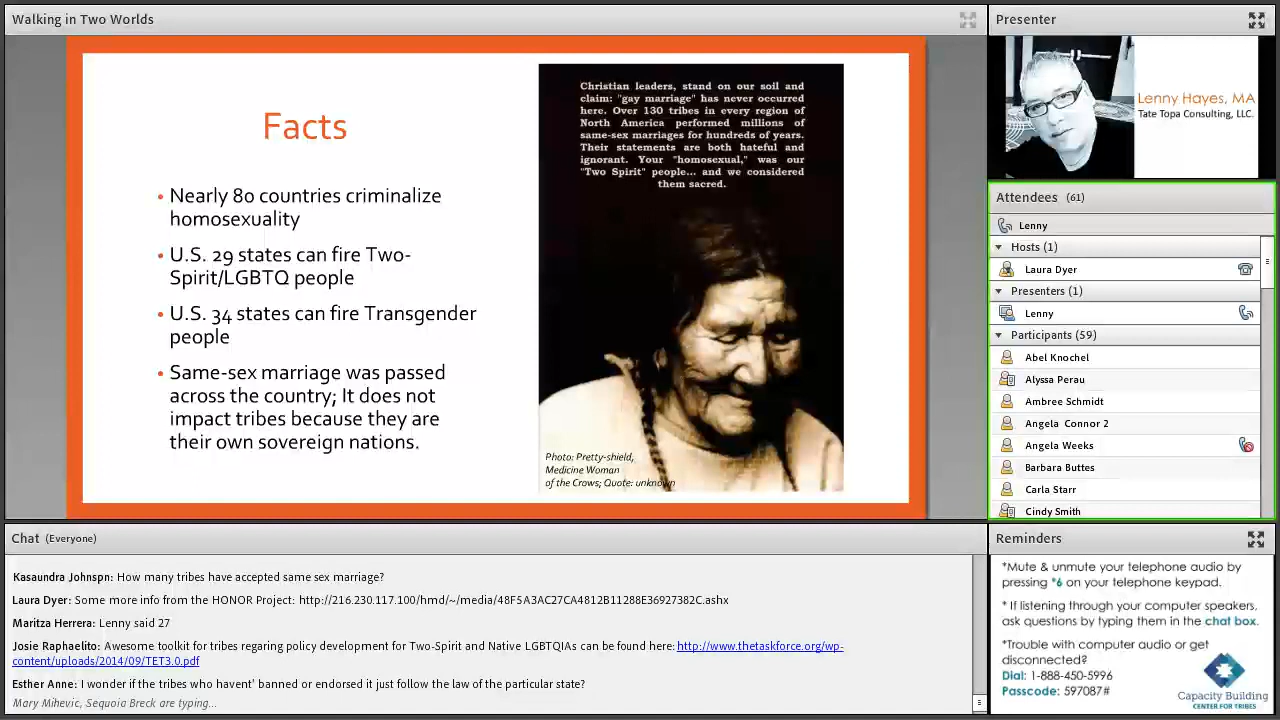 Walking in Two Worlds
Facts
• Nearly 80 countries criminalize
homosexuality
• U.S. 29 states can fire Two-
Spirit/LGBTQ people
• U.S. 34 states can fire Transgender
people
• Same-sex marriage was passed
across the country; It does not
impact tribes because they are
their own sovereign nations.
Christian leaders, stand on our soil and
claim: "gay marriage" has never occurred
here. Over 130 tribes in every region of
North America performed millions of
same-sex marriages for hundreds of years.
Their statements are both hateful and
ignorant. Your "homosexual," was our
"Two Spirit" people... and we considered
them sacred.
Photo: Pretty-shield,
Medicine Woman
of the Crows; Quote: unknown
Presenter
Lenny Hayes, MA
Tate Topa Consulting, LLC.
Attendees (61)
Lenny
Hosts (1)
Laura Dyer
Presenters (1)
Lenny
Participants (59)
Abel Knochel
Alyssa Perau
Ambree Schmidt
Angela Connor 2
Angela Weeks
Barbara Buttes
Carla Starr
Cindy Smith
Chat (Everyone)
Kasaundra Johnspn: How many tribes have accepted same sex marriage?
Laura Dyer: Some more info from the HONOR Project: http://216.230.117.100/hmd/~/media/48F5A3AC27CA4812B11288E36927382C.ashx
Maritza Herrera: Lenny said 27
Josie Raphaelito: Awesome toolkit for tribes regaring policy development for Two-Spirit and Native LGBTQIAs can be found here: http://www.thetaskforce.org/wp-
content/uploads/2014/09/TET3.0.pdf
Esther Anne: I wonder if the tribes who havent' banned or endorsed it just follow the law of the particular state?
Mary Mihevic, Sequoia Breck are typing...
Reminders
*Mute & unmute your telephone audio by
pressing *6 on your telephone keypad.
* If listening through your computer speakers,
ask questions by typing them in the chat box.
*Trouble with computer audio or get
disconnected?
Dial: 1-888-450-5996
Passcode: 597087#
Capacity Building
CENTER FOR TRIBES